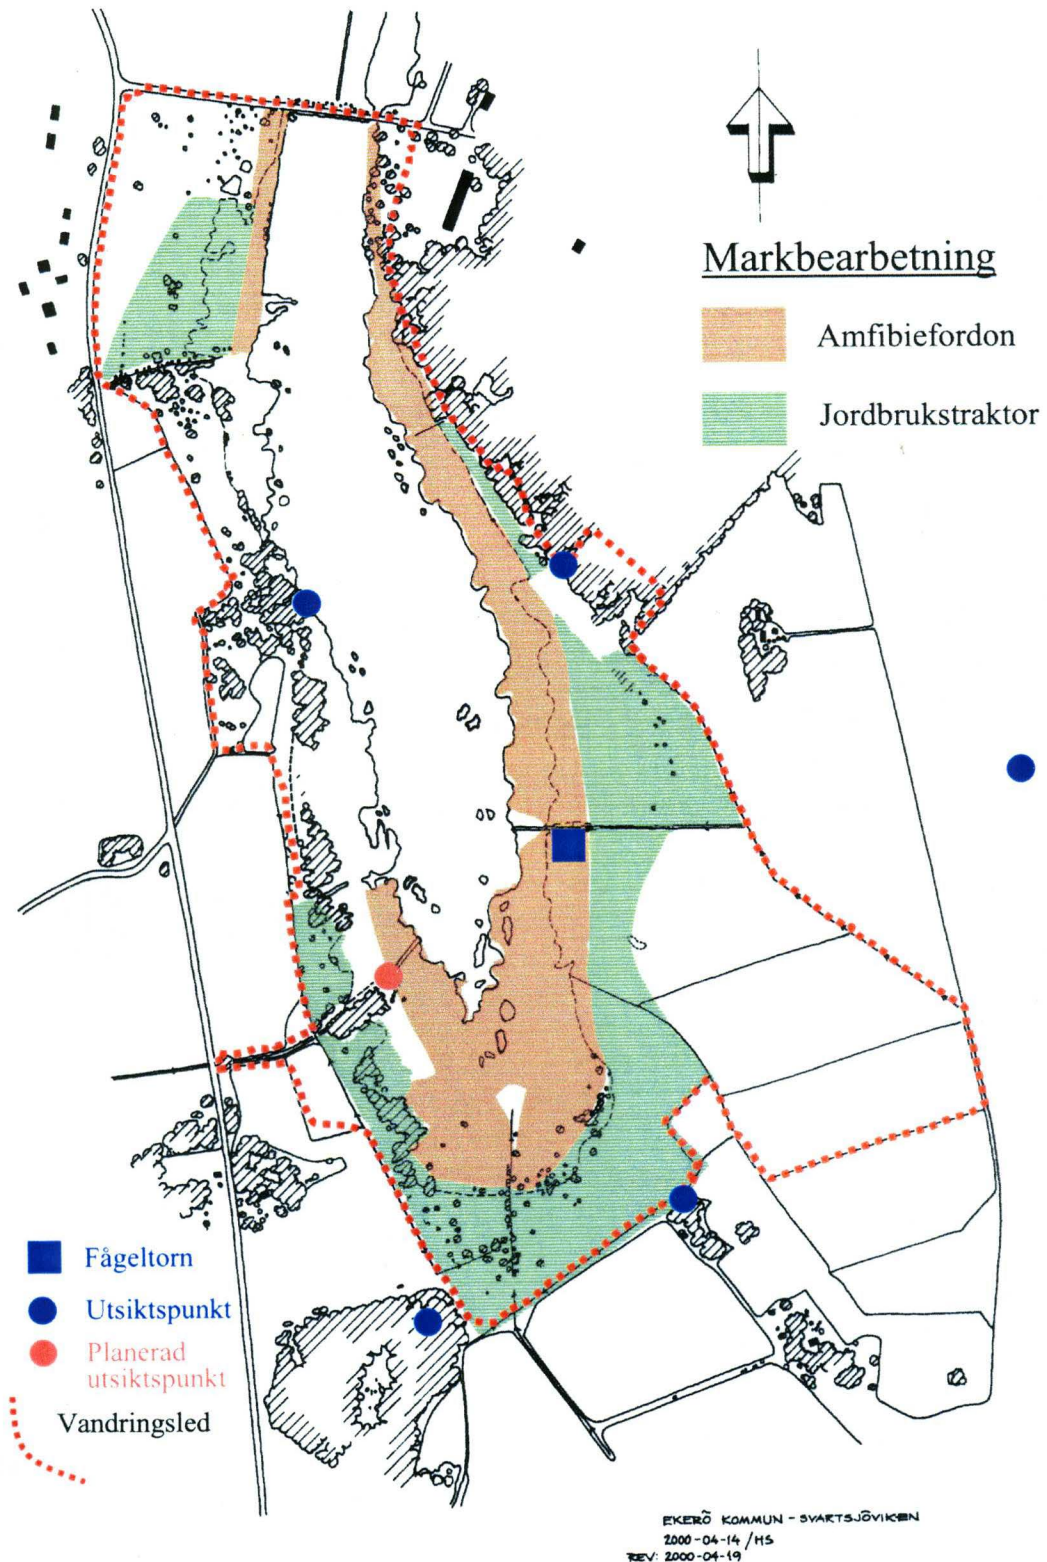 Markbearbetning
Amfibiefordon
Jordbrukstraktor
Fågeltorn
Utsiktspunkt
Planerad
utsiktspunkt
Vandringsled
EKERÖ KOMMUN - SVARTSJÖVIKEN
2000-04-14 /HS
REV: 2000-04-19